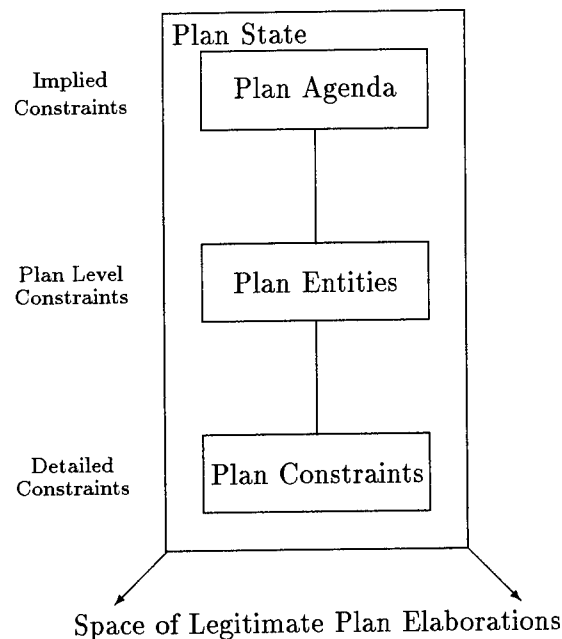 Plan State
Implied
Constraints
Plan Agenda
Plan Level
Constraints
Plan Entities
Detailed
Constraints
Plan Constraints
Space of Legitimate Plan Elaborations